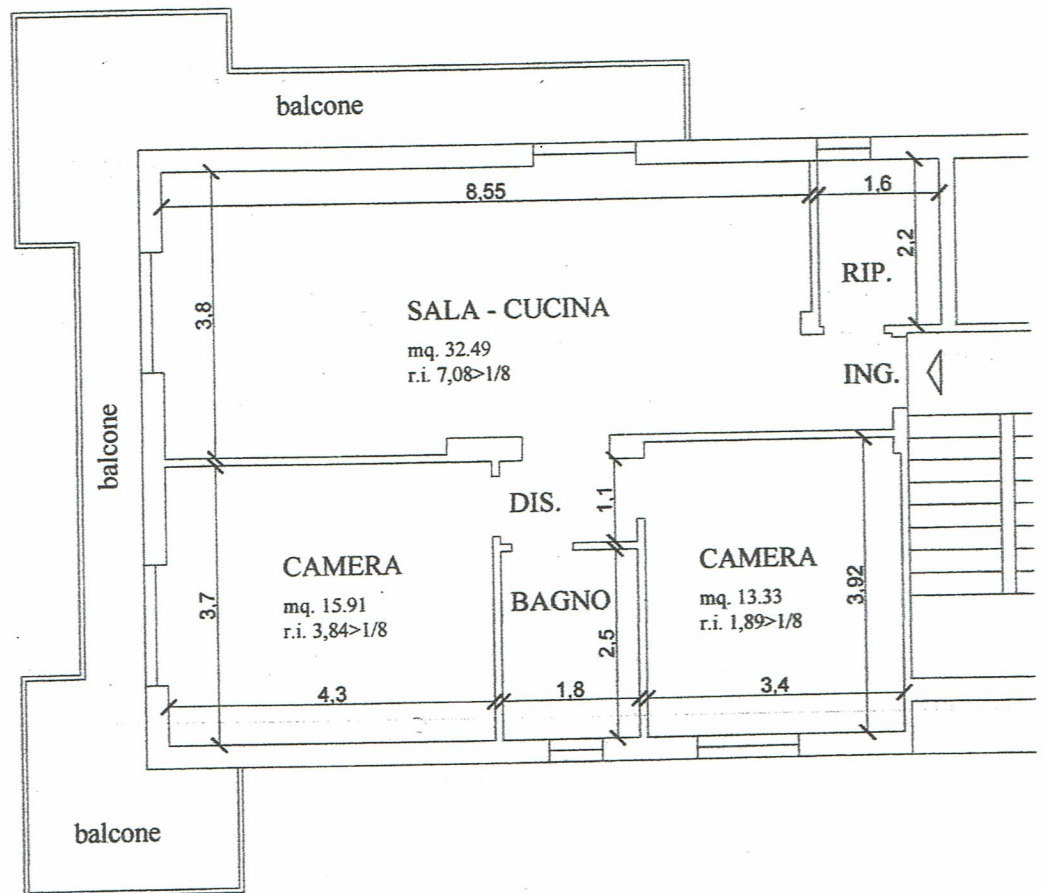 balcone
8,55
1,6
2,2
RIP.
3,8
SALA - CUCINA
mq. 32.49
r.i. 7,08>1/8
ING.
balcone
DIS.
1,1
CAMERA
mq. 15.91
r.i. 3,84>1/8
3,7
BAGNO
2,5
CAMERA
mq. 13.33
r.i. 1,89>1/8
3,92
4,3
1,8
3,4
balcone